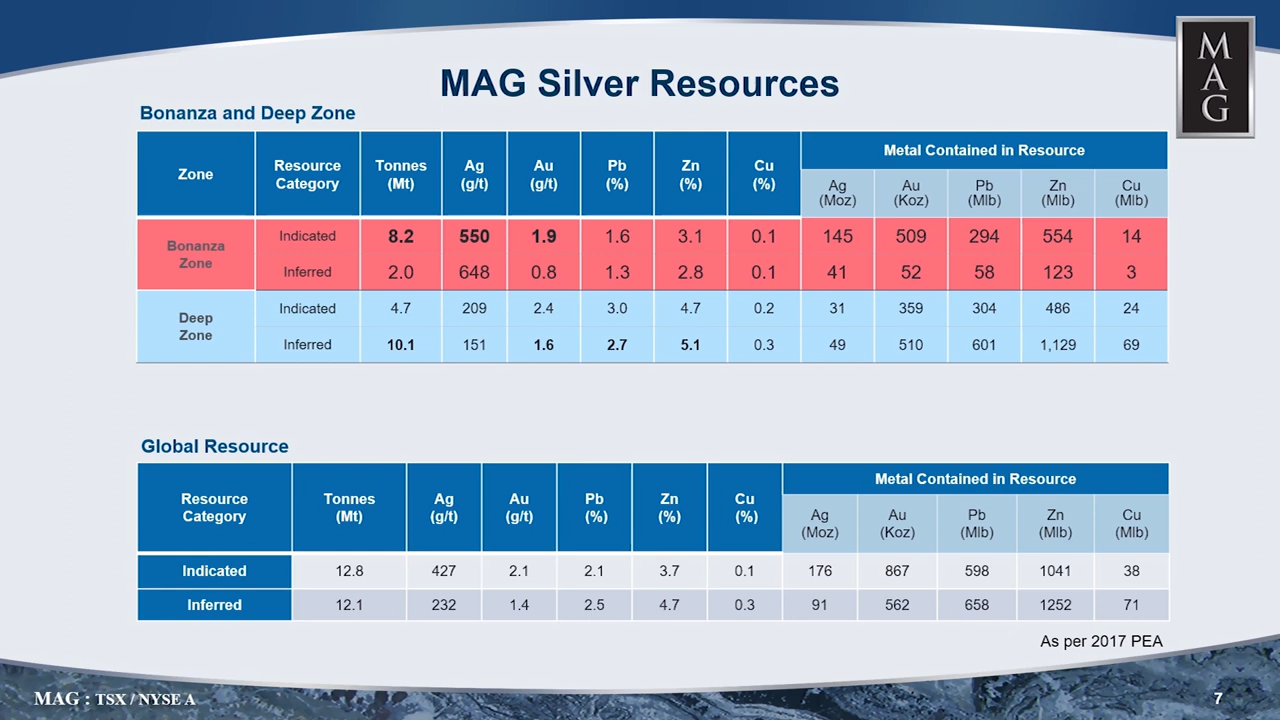 MAG Silver Resources
M
A
G
Bonanza and Deep Zone
Zone Resource Category Tonnes (Mt) Ag (g/t) Au (g/t) Pb (%) Zn (%) Cu (%) Metal Contained in Resource
Ag (Moz) Au (Koz) Pb (Mlb) Zn (Mlb) Cu (Mlb)
Bonanza Zone Indicated 8.2 550 1.9 1.6 3.1 0.1 145 509 294 554 14
Inferred 2.0 648 0.8 1.3 2.8 0.1 41 52 58 123 3
Deep Zone Indicated 4.7 209 2.4 3.0 4.7 0.2 31 359 304 486 24
Inferred 10.1 151 1.6 2.7 5.1 0.3 49 510 601 1,129 69
Global Resource
Resource Category Tonnes (Mt) Ag (g/t) Au (g/t) Pb (%) Zn (%) Cu (%) Metal Contained in Resource
Ag (Moz) Au (Koz) Pb (Mlb) Zn (Mlb) Cu (Mlb)
Indicated 12.8 427 2.1 2.1 3.7 0.1 176 867 598 1041 38
Inferred 12.1 232 1.4 2.5 4.7 0.3 91 562 658 1252 71
As per 2017 PEA
MAG : TSX / NYSE A
7